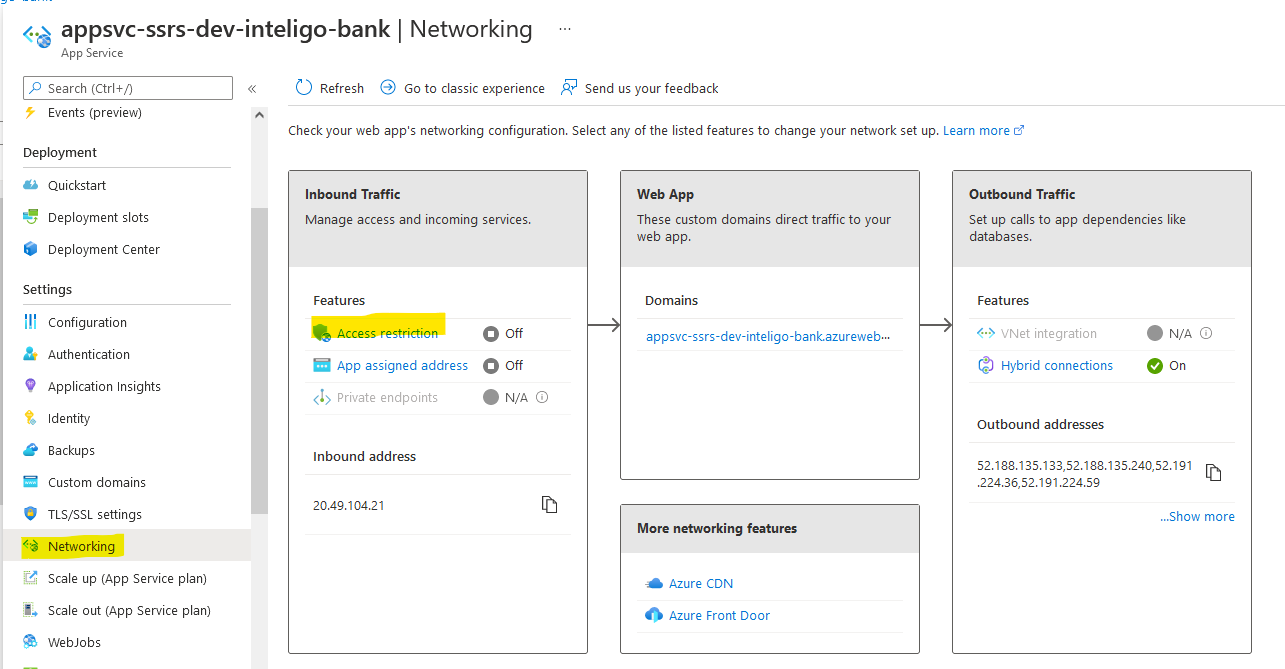 appsvc-ssrs-dev-inteligo-bank | Networking ...
App Service
Search (Ctrl+/)
«
Refresh
Go to classic experience
Send us your feedback
Events (preview)
Deployment
Quickstart
Deployment slots
Deployment Center
Settings
Configuration
Authentication
Application Insights
Identity
Backups
Custom domains
TLS/SSL settings
Networking
Scale up (App Service plan)
Scale out (App Service plan)
WebJobs
Check your web app's networking configuration. Select any of the listed features to change your network set up. Learn more
Inbound Traffic
Manage access and incoming services.
Features
Access restriction Off
App assigned address Off
Private endpoints N/A
Inbound address
20.49.104.21
Web App
These custom domains direct traffic to your
web app.
Domains
appsvc-ssrs-dev-inteligo-bank.azureweb...
More networking features
Azure CDN
Azure Front Door
Outbound Traffic
Set up calls to app dependencies like
databases.
Features
VNet integration N/A
Hybrid connections On
Outbound addresses
52.188.135.133,52.188.135.240,52.191
.224.36,52.191.224.59
...Show more